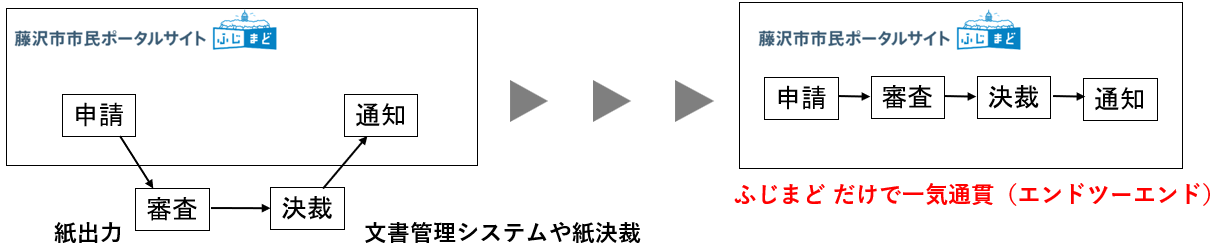 藤沢市市民ポータルサイト ふじまど
申請
通知
審査
決裁
紙出力
文書管理システムや紙決裁
藤沢市市民ポータルサイト ふじまど
申請
審査
決裁
通知
ふじまど だけで一気通貫（エンドツーエンド）